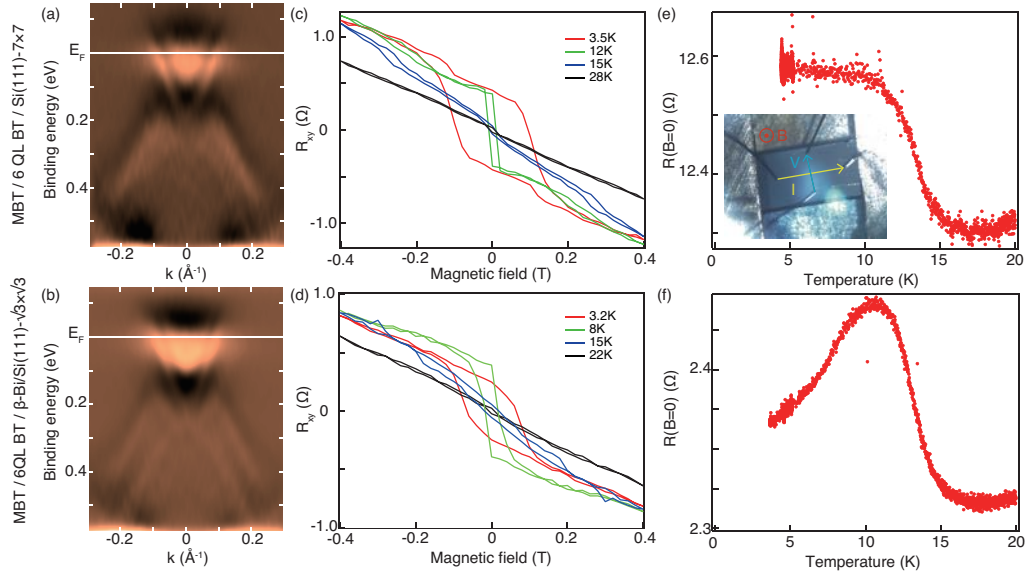 MBT / 6 QL BT / Si(111)-7×7
(a)
E_F
0.2
0.4
Binding energy (eV)
-0.2
0.0
0.2
k (Å⁻¹)
(c)
1.0
0
-1.0
R_xy (Ω)
3.5K
12K
15K
28K
-0.4
-0.2
0.0
0.2
0.4
Magnetic field (T)
(e)
12.6
12.4
R(B=0) (Ω)
B
V
I
0
5
10
15
20
Temperature (K)
MBT / 6QL BT / β-Bi/Si(111)-√3×√3
(b)
E_F
0.2
0.4
Binding energy (eV)
-0.2
0.0
0.2
k (Å⁻¹)
(d)
1.0
0
-1.0
R_xy (Ω)
3.2K
8K
15K
22K
-0.4
-0.2
0.0
0.2
0.4
Magnetic field (T)
(f)
2.4
2.3
R(B=0) (Ω)
0
5
10
15
20
Temperature (K)